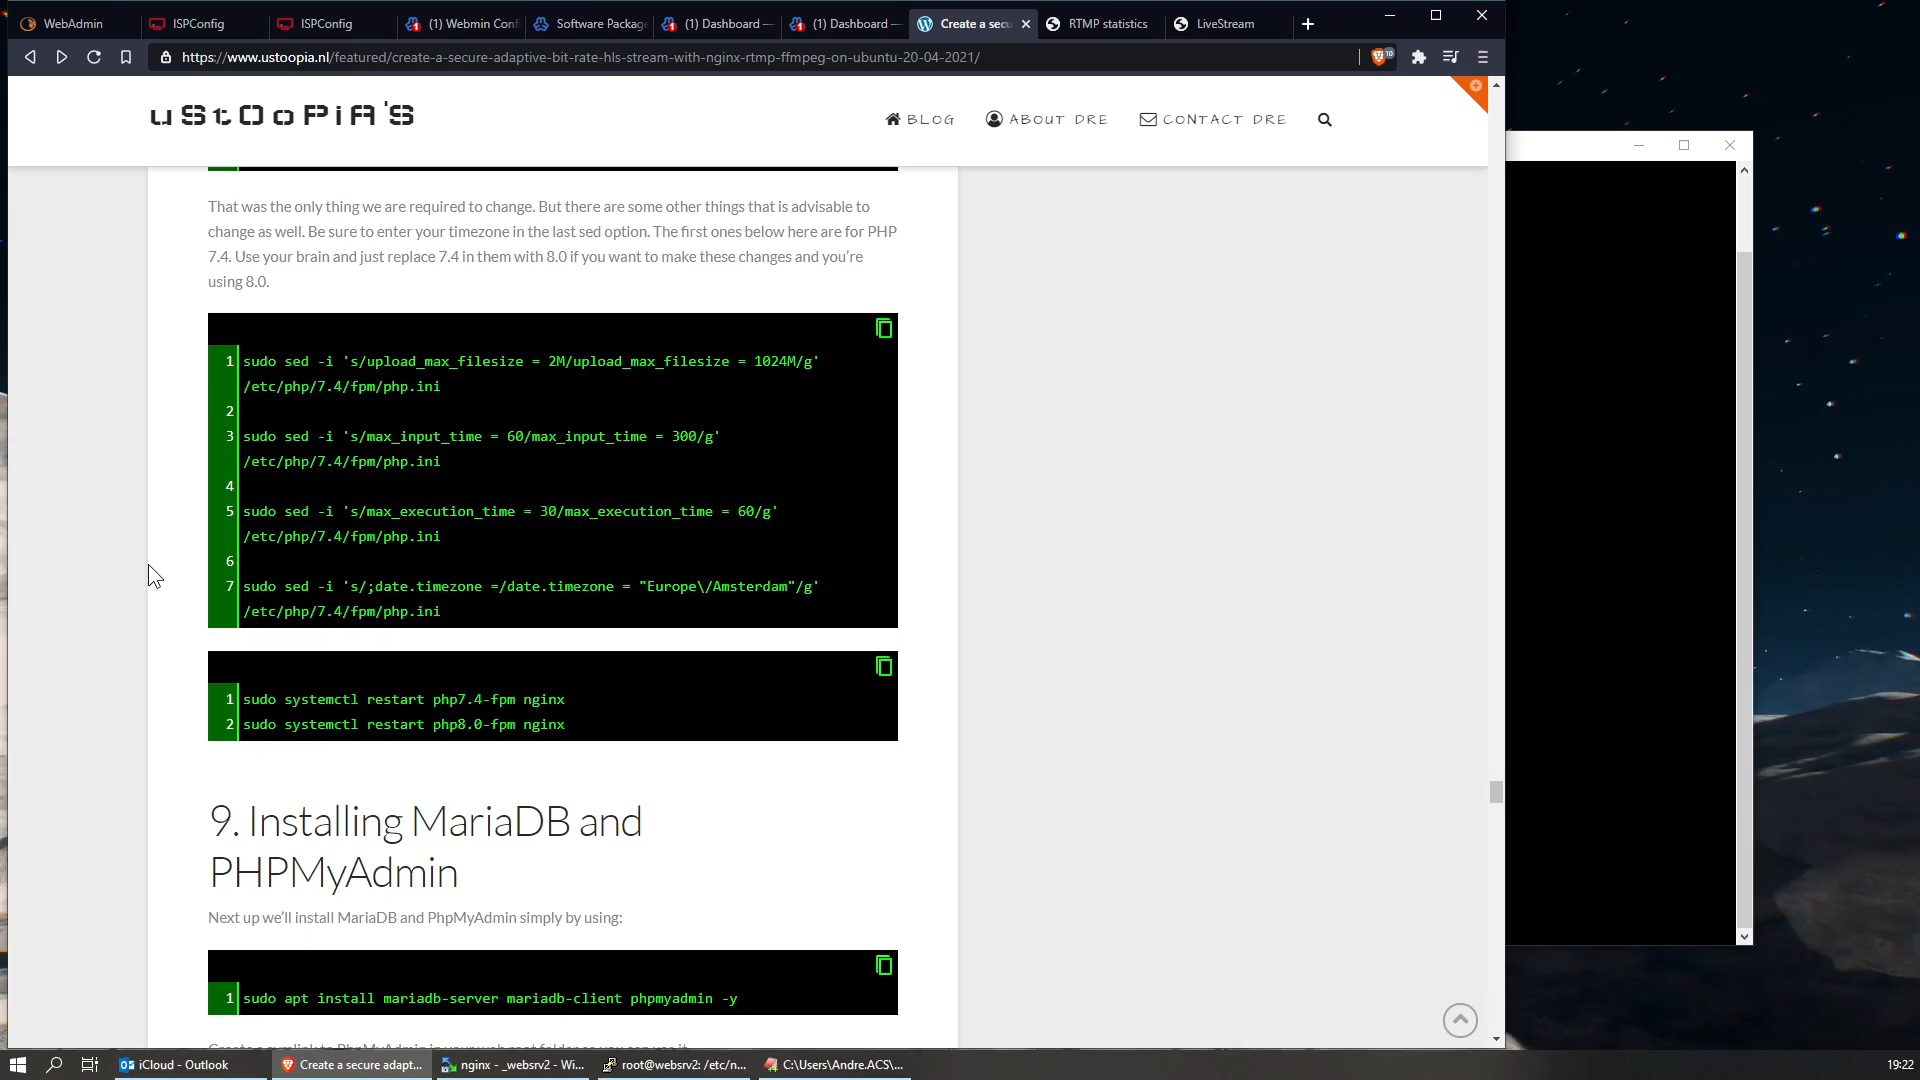 WebAdmin
ISPConfig
ISPConfig
(1) Webmin Conf
Software Packag
(1) Dashboard —
(1) Dashboard —
Create a secu
RTMP statistics
LiveStream
https://www.ustoopia.nl/featured/create-a-secure-adaptive-bit-rate-hls-stream-with-nginx-rtmp-ffmpeg-on-ubuntu-20-04-2021/
10
uStOoPiA'S
BLOG
ABOUT DRE
CONTACT DRE
That was the only thing we are required to change. But there are some other things that is advisable to
change as well. Be sure to enter your timezone in the last sed option. The first ones below here are for PHP
7.4. Use your brain and just replace 7.4 in them with 8.0 if you want to make these changes and you're
using 8.0.
1 sudo sed -i 's/upload_max_filesize = 2M/upload_max_filesize = 1024M/g'
/etc/php/7.4/fpm/php.ini
2
3 sudo sed -i 's/max_input_time = 60/max_input_time = 300/g'
/etc/php/7.4/fpm/php.ini
4
5 sudo sed -i 's/max_execution_time = 30/max_execution_time = 60/g'
/etc/php/7.4/fpm/php.ini
6
7 sudo sed -i 's/;date.timezone =/date.timezone = "Europe\/Amsterdam"/g'
/etc/php/7.4/fpm/php.ini
1 sudo systemctl restart php7.4-fpm nginx
2 sudo systemctl restart php8.0-fpm nginx
9. Installing MariaDB and
PHPMyAdmin
Next up we'll install MariaDB and PhpMyAdmin simply by using:
1 sudo apt install mariadb-server mariadb-client phpmyadmin -y
iCloud - Outlook
Create a secure adapt...
nginx - _websrv2 - Wi...
root@websrv2: /etc/n...
C:\Users\Andre.ACS\...
19:22